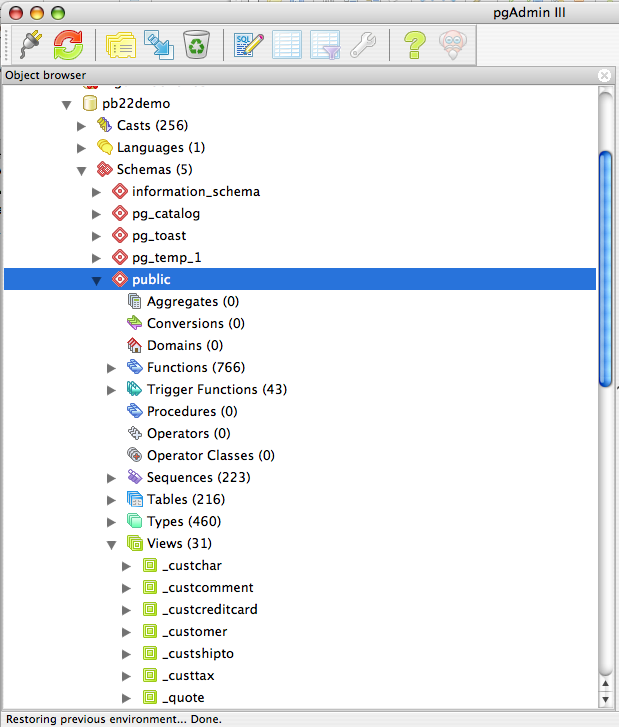 pgAdmin III
SQL
Object browser
pb22demo
Casts (256)
Languages (1)
Schemas (5)
information_schema
pg_catalog
pg_toast
pg_temp_1
public
Aggregates (0)
Conversions (0)
Domains (0)
Functions (766)
Trigger Functions (43)
Procedures (0)
Operators (0)
Operator Classes (0)
Sequences (223)
Tables (216)
Types (460)
Views (31)
_custchar
_custcomment
_custcreditcard
_customer
_custshipto
_custtax
_quote
Restoring previous environment... Done.